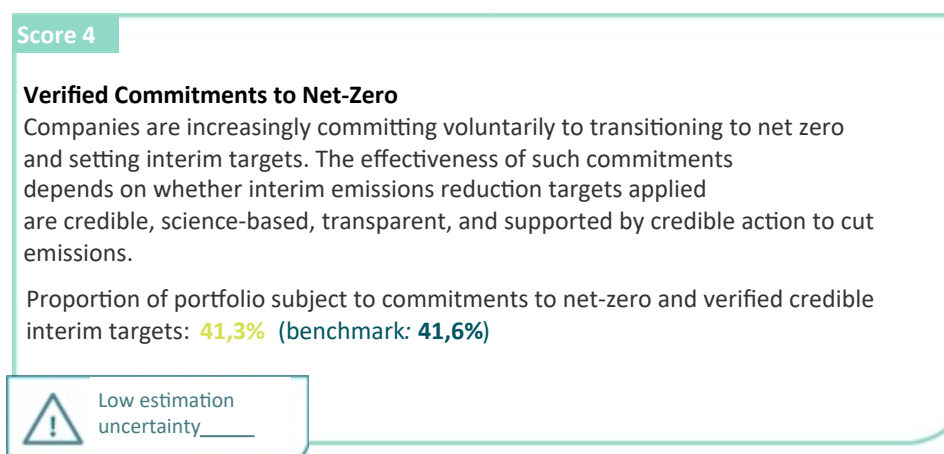 Score 4
Verified Commitments to Net-Zero
Companies are increasingly committing voluntarily to transitioning to net zero
and setting interim targets. The effectiveness of such commitments
depends on whether interim emissions reduction targets applied
are credible, science-based, transparent, and supported by credible action to cut
emissions.
Proportion of portfolio subject to commitments to net-zero and verified credible
interim targets: 41,3% (benchmark: 41,6%)
Low estimation
uncertainty_____